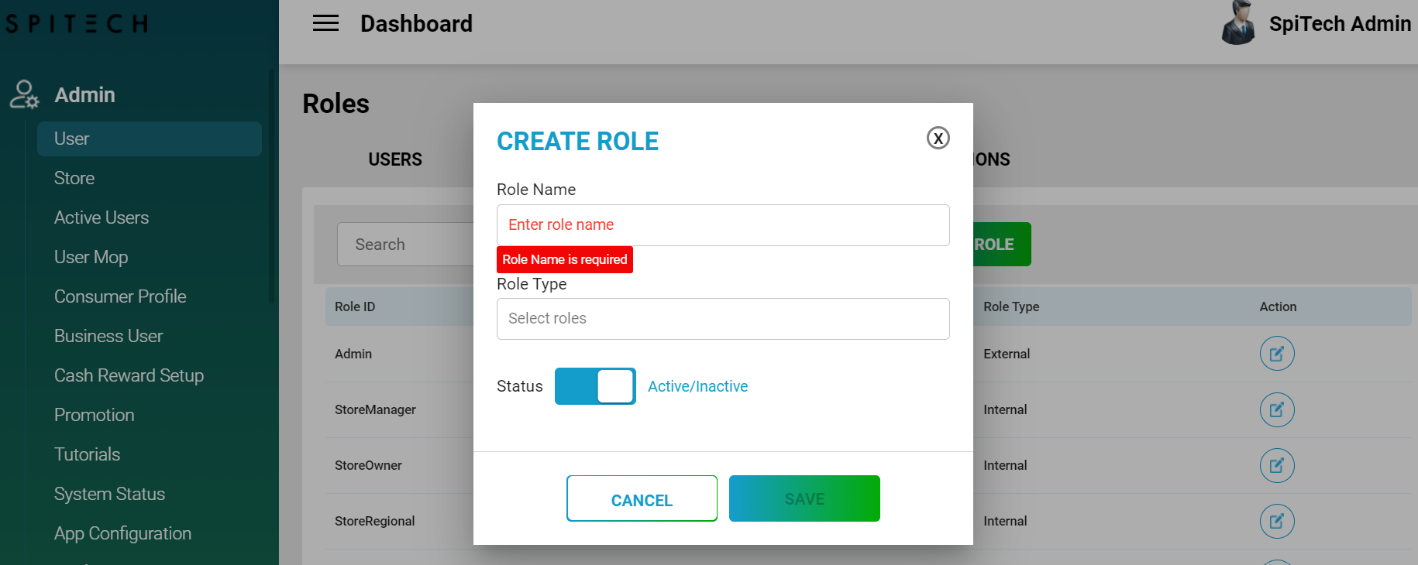 SPITECH
Dashboard
SpiTech Admin
Admin
User
Store
Active Users
User Mop
Consumer Profile
Business User
Cash Reward Setup
Promotion
Tutorials
System Status
App Configuration
Roles
USERS
IONS
Search
ROLE
Role ID
Role Type
Action
Admin
External
StoreManager
Internal
StoreOwner
Internal
StoreRegional
Internal
CREATE ROLE
X
Role Name
Enter role name
Role Name is required
Role Type
Select roles
Status
Active/Inactive
CANCEL
SAVE